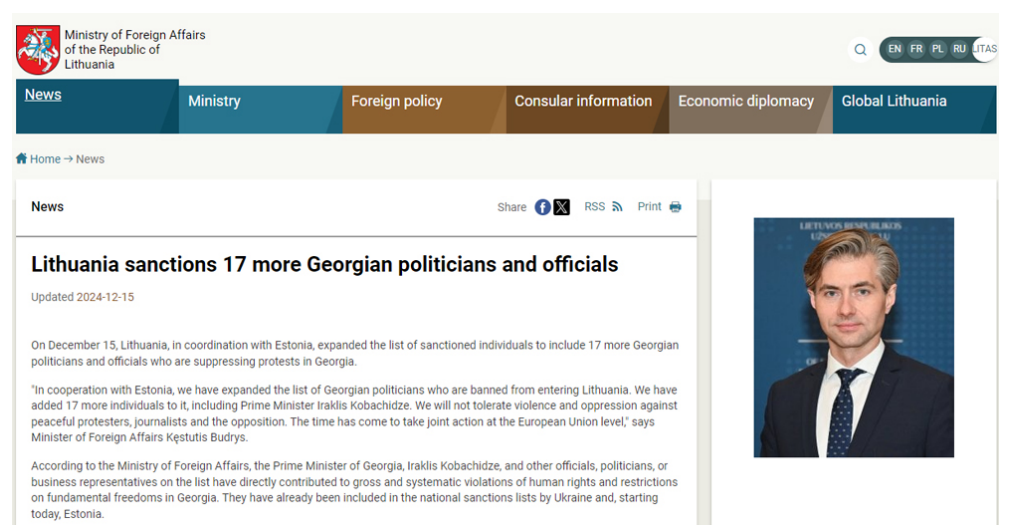 Ministry of Foreign Affairs
of the Republic of
Lithuania
EN FR PL RU LITAS
News
Ministry
Foreign policy
Consular information
Economic diplomacy
Global Lithuania
Home → News
News
Share
RSS
Print
Lithuania sanctions 17 more Georgian politicians and officials
Updated 2024-12-15
On December 15, Lithuania, in coordination with Estonia, expanded the list of sanctioned individuals to include 17 more Georgian
politicians and officials who are suppressing protests in Georgia.
"In cooperation with Estonia, we have expanded the list of Georgian politicians who are banned from entering Lithuania. We have
added 17 more individuals to it, including Prime Minister Iraklis Kobachidze. We will not tolerate violence and oppression against
peaceful protesters, journalists and the opposition. The time has come to take joint action at the European Union level," says
Minister of Foreign Affairs Kęstutis Budrys.
According to the Ministry of Foreign Affairs, the Prime Minister of Georgia, Iraklis Kobachidze, and other officials, politicians, or
business representatives on the list have directly contributed to gross and systematic violations of human rights and restrictions
on fundamental freedoms in Georgia. They have already been included in the national sanctions lists by Ukraine and, starting
today, Estonia.
LIETUVOS RESPUBLIKOS